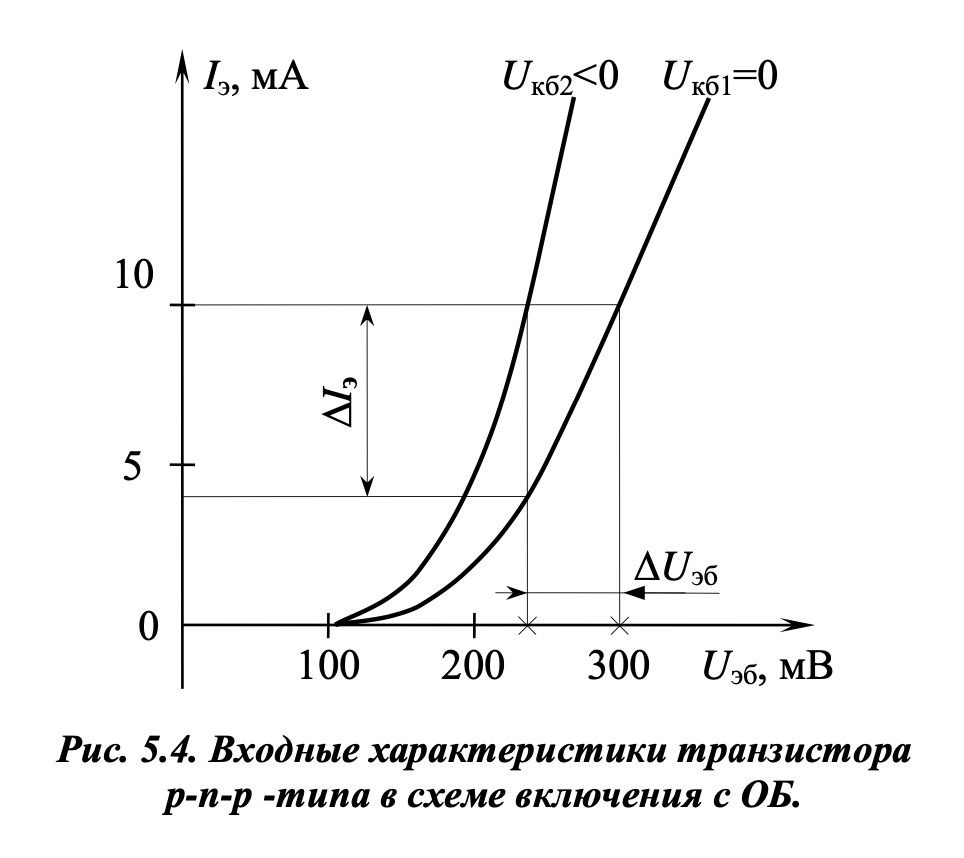 Iэ, мА
Uкб2<0
Uкб1=0
10
ΔIэ
5
ΔUэб
0
100
200
300
Uэб, мВ
Рис. 5.4. Входные характеристики транзистора
р-п-р -типа в схеме включения с ОБ.